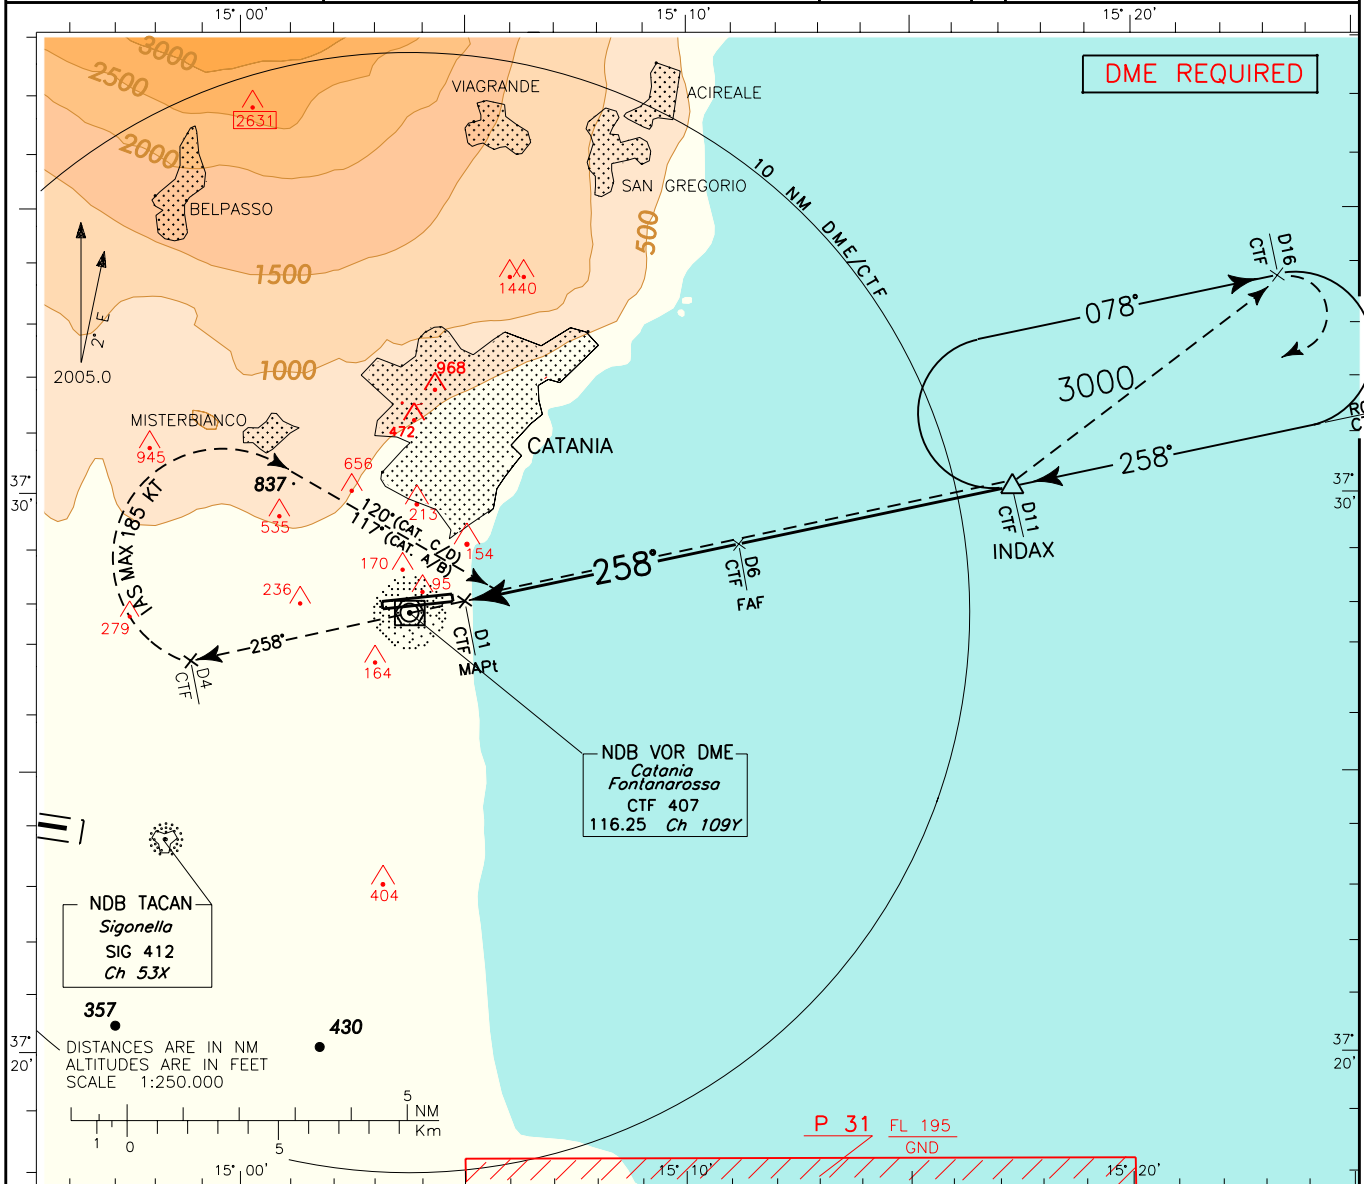 15° 00'
15° 10'
15° 20'
DME REQUIRED
3000
2500
2000
1500
1000
500
2631
VIAGRANDE
ACIREALE
SAN GREGORIO
BELPASSO
10 NM DME/CTF
2° E
2005.0
1440
D16
CTF
078°
3000
258°
968
472
MISTERBIANCO
945
CATANIA
656
837
535
213
154
120°(CAT. C/D)
117°(CAT. A/B)
IAS MAX 185 KT
170
95
236
279
258°
D4
CTF
164
D1
CTF
MAPt
258°
D6
CTF
FAF
D11
CTF
INDAX
37°
30'
37°
30'
NDB VOR DME
Catania
Fontanarossa
CTF 407
116.25 Ch 109Y
NDB TACAN
Sigonella
SIG 412
Ch 53X
404
357
430
37°
20'
37°
20'
DISTANCES ARE IN NM
ALTITUDES ARE IN FEET
SCALE 1:250.000
5
NM
Km
1
0
5
P 31
FL 195
GND
15° 00'
15° 10'
15° 20'